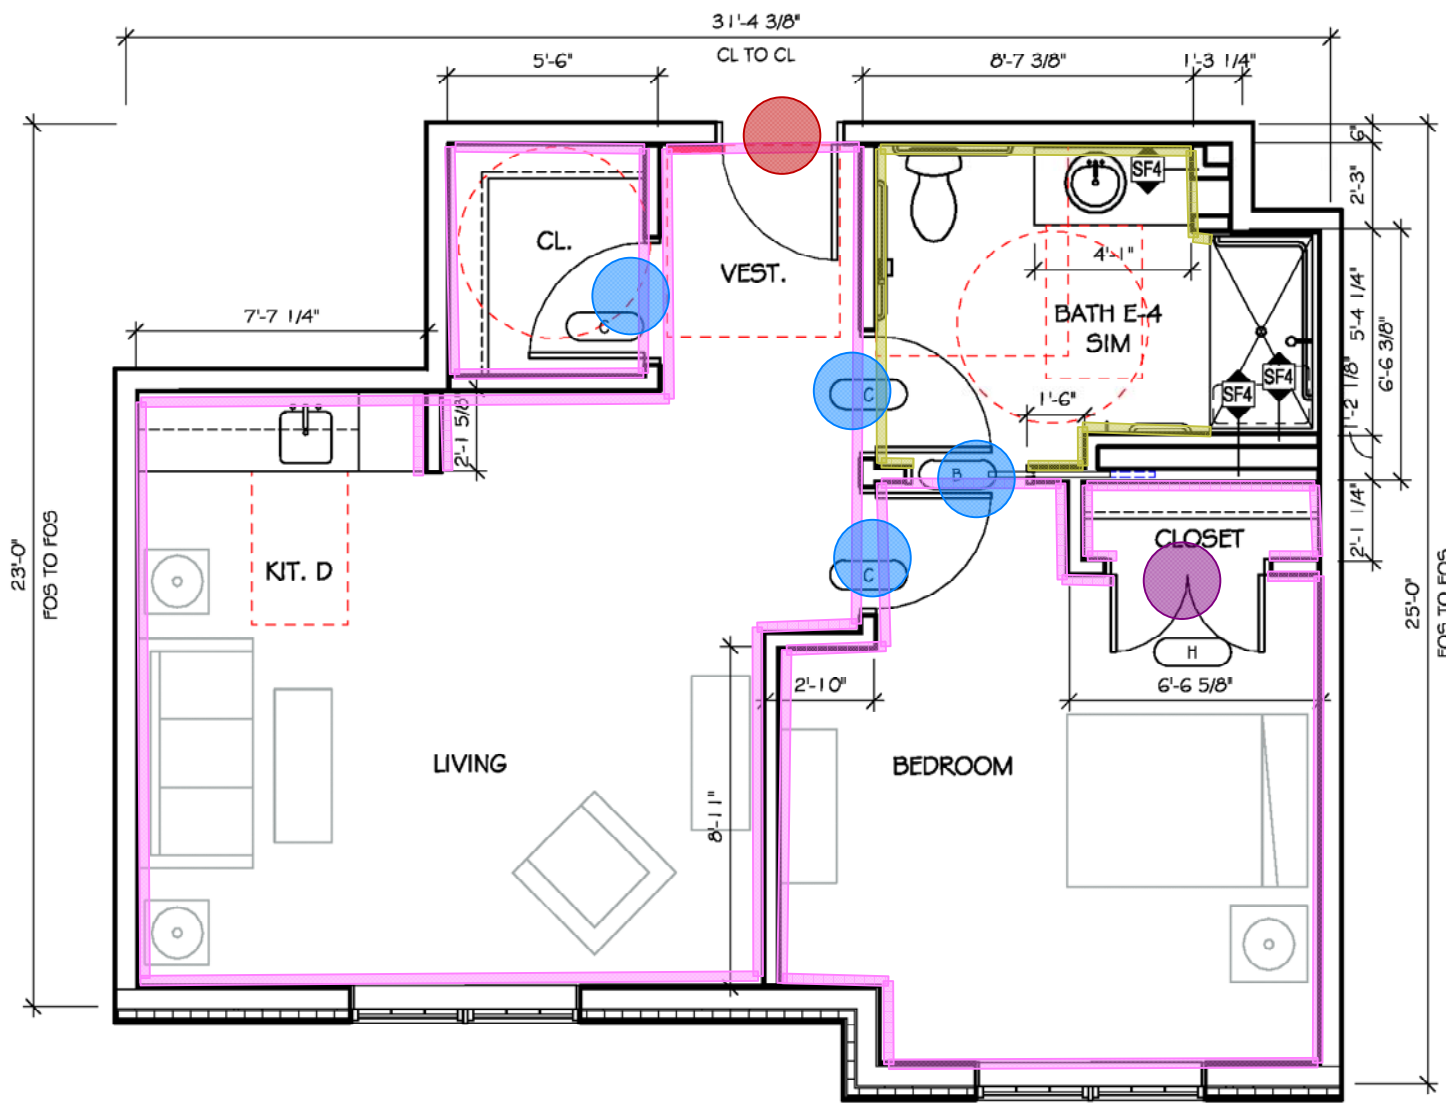 31'-4 3/8"
CL TO CL
5'-6"
8'-7 3/8"
1'-3 1/4"
6"
2'-3"
SF4
CL.
VEST.
4'-1"
BATH E-4
SIM
5'-4 1/4"
6'-6 3/8"
7'-7 1/4"
C
C
1'-6"
SF4
SF4
1'-2 1/8"
2'-1 5/8"
B
2'-1 1/4"
CLOSET
23'-0"
FOS TO FOS
KIT. D
C
25'-0"
FOS TO FOS
H
2'-10"
6'-6 5/8"
LIVING
BEDROOM
8'-11"